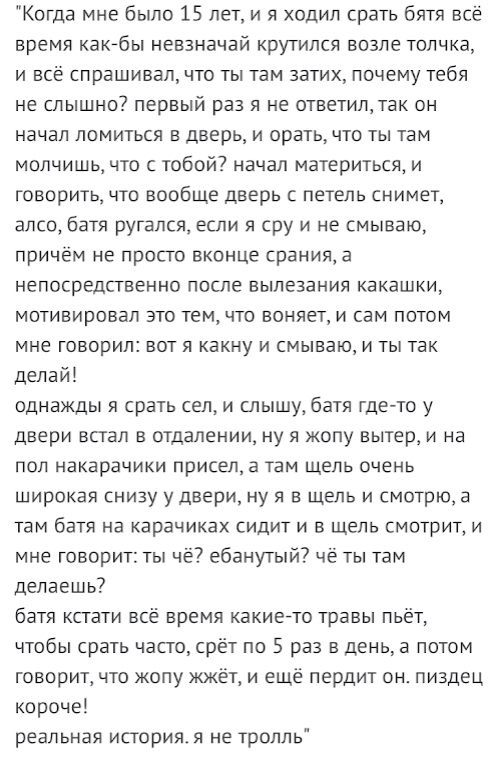 "Когда мне было 15 лет, и я ходил срать бятя всё
время как-бы невзначай крутился возле толчка,
и всё спрашивал, что ты там затих, почему тебя
не слышно? первый раз я не ответил, так он
начал ломиться в дверь, и орать, что ты там
молчишь, что с тобой? начал материться, и
говорить, что вообще дверь с петель снимет,
алсо, батя ругался, если я сру и не смываю,
причём не просто вконце срания, а
непосредственно после вылезания какашки,
мотивировал это тем, что воняет, и сам потом
мне говорил: вот я какну и смываю, и ты так
делай!
однажды я срать сел, и слышу, батя где-то у
двери встал в отдалении, ну я жопу вытер, и на
пол накарачики присел, а там щель очень
широкая снизу у двери, ну я в щель и смотрю, а
там батя на карачиках сидит и в щель смотрит, и
мне говорит: ты чё? ебанутый? чё ты там
делаешь?
батя кстати всё время какие-то травы пьёт,
чтобы срать часто, срёт по 5 раз в день, а потом
говорит, что жопу жжёт, и ещё пердит он. пиздец
короче!
реальная история. я не тролль"